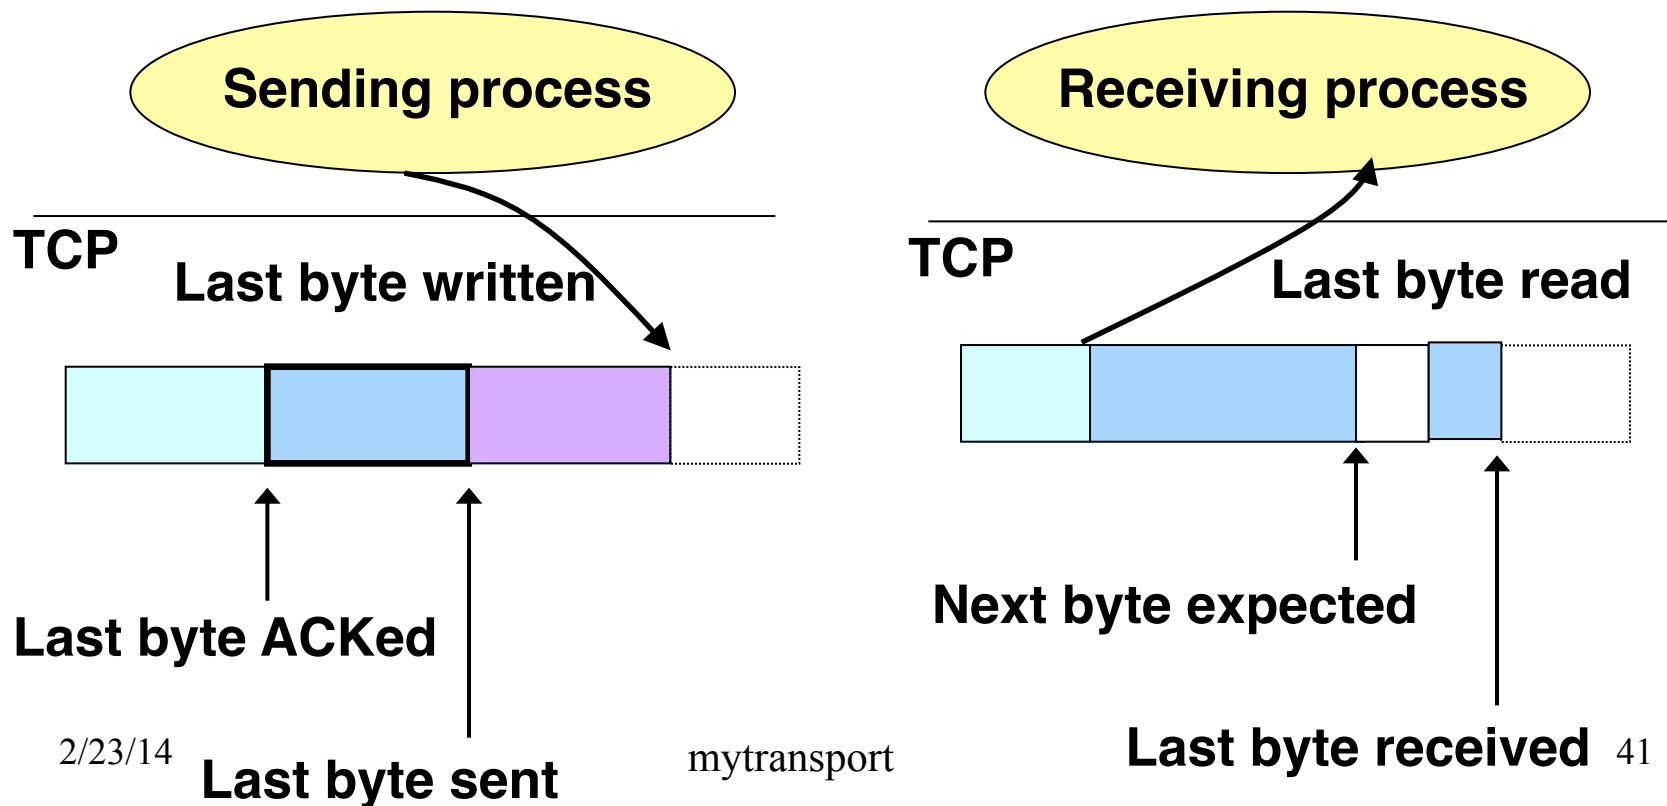 Sending process
Receiving process
TCP
Last byte written
TCP
Last byte read
Last byte ACKed
Last byte sent
Next byte expected
Last byte received
2/23/14
mytransport
41